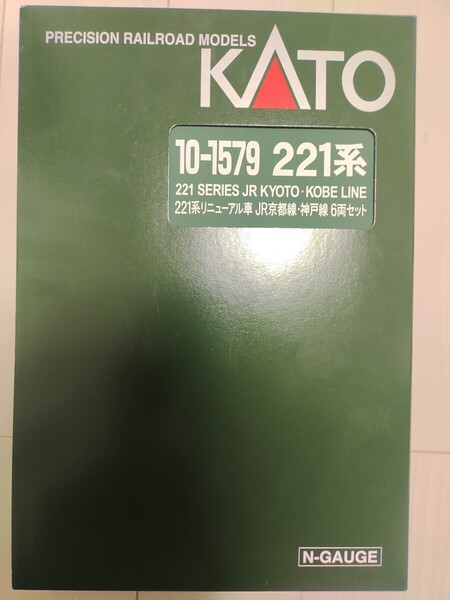 PRECISION RAILROAD MODELS
KATO
10-1579 221系
221 SERIES JR KYOTO・KOBE LINE
221系リニューアル車 JR京都線・神戸線 6両セット
N-GAUGE